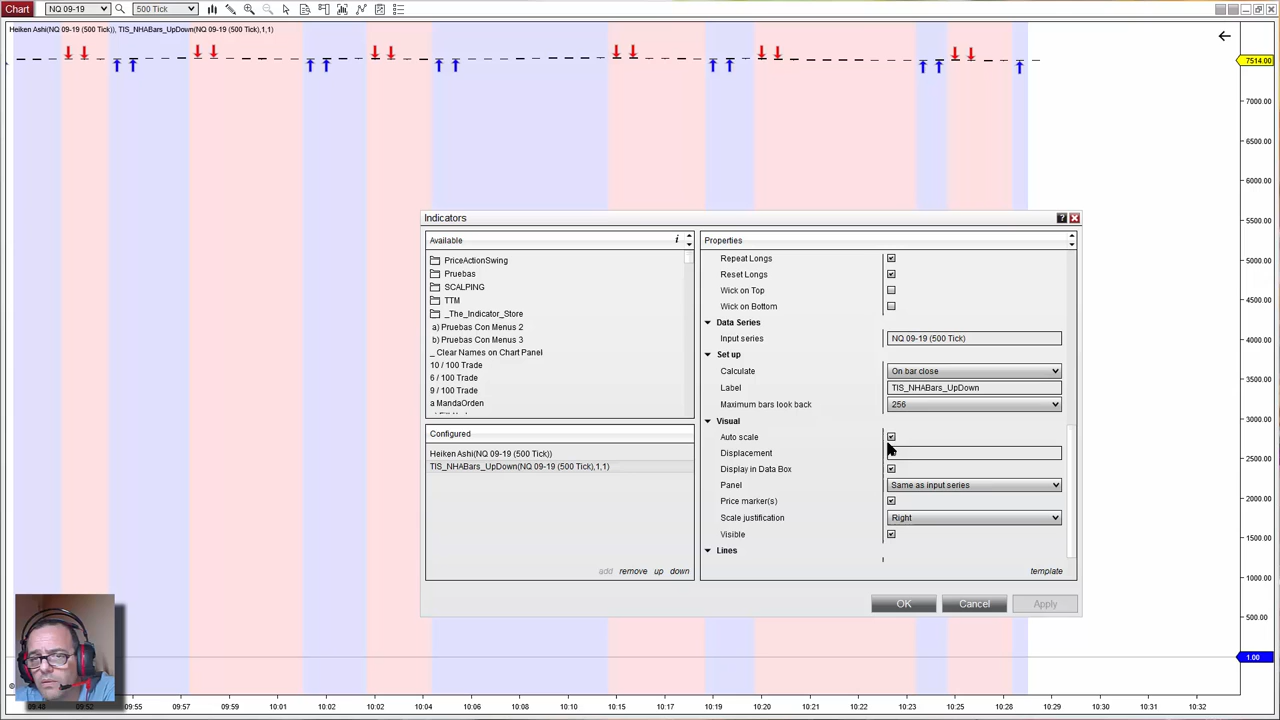 Chart NQ 09-19 500 Tick
Heiken Ashi(NQ 09-19 (500 Tick)), TIS_NHABars_UpDown(NQ 09-19 (500 Tick),1,1)
7514.00
7000.00
6500.00
6000.00
5500.00
5000.00
4500.00
4000.00
3500.00
3000.00
2500.00
2000.00
1500.00
1000.00
500.00
1.00
Indicators
Available
PriceActionSwing
Pruebas
SCALPING
TTM
_The_Indicator_Store
a) Pruebas Con Menus 2
b) Pruebas Con Menus 3
_ Clear Names on Chart Panel
10 / 100 Trade
6 / 100 Trade
9 / 100 Trade
a MandaOrden
Configured
Heiken Ashi(NQ 09-19 (500 Tick))
TIS_NHABars_UpDown(NQ 09-19 (500 Tick),1,1)
add remove up down
Properties
Repeat Longs
Reset Longs
Wick on Top
Wick on Bottom
Data Series
Input series NQ 09-19 (500 Tick)
Set up
Calculate On bar close
Label TIS_NHABars_UpDown
Maximum bars look back 256
Visual
Auto scale
Displacement
Display in Data Box
Panel Same as input series
Price marker(s)
Scale justification Right
Visible
Lines
template
OK Cancel Apply
09:48 09:52 09:55 09:57 09:59 10:01 10:02 10:04 10:06 10:08 10:15 10:17 10:19 10:20 10:22 10:23 10:25 10:27 10:28 10:30 10:32